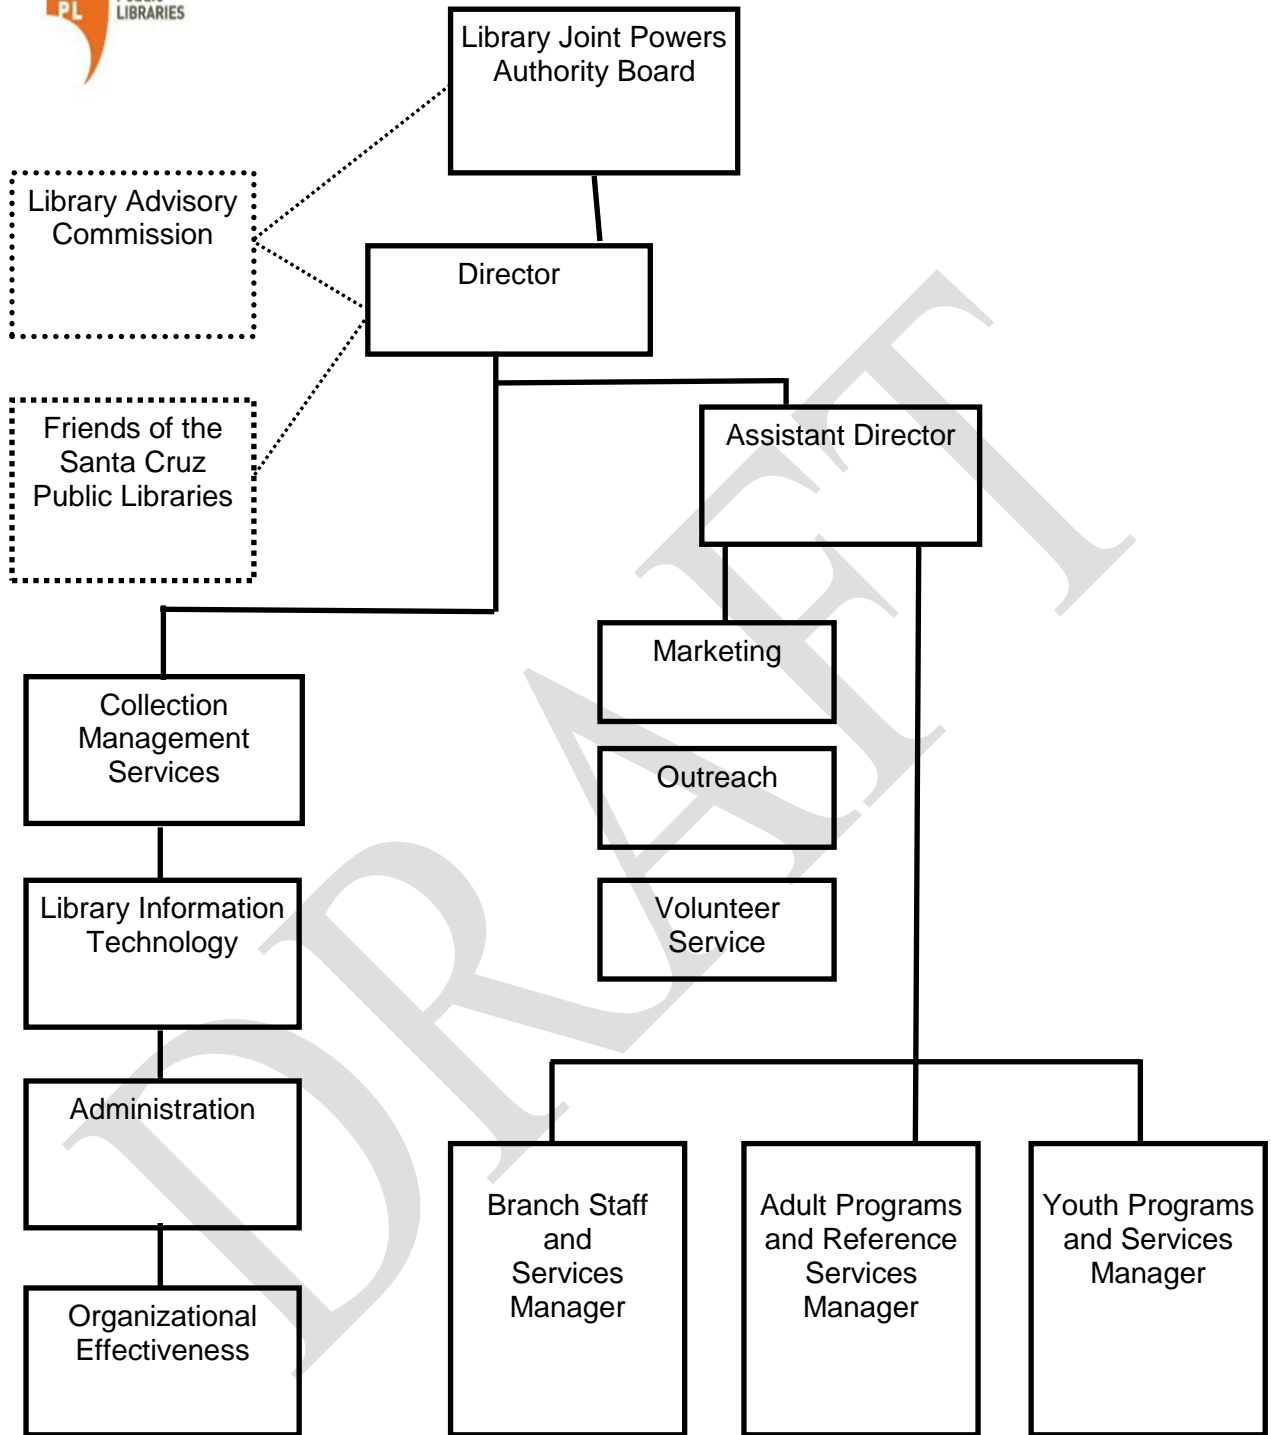 PL
LIBRARIES
Library Joint Powers
Authority Board
Library Advisory
Commission
Director
Friends of the
Santa Cruz
Public Libraries
Assistant Director
Marketing
Collection
Management
Services
Outreach
Library Information
Technology
Volunteer
Service
Administration
Branch Staff
and
Services
Manager
Adult Programs
and Reference
Services
Manager
Youth Programs
and Services
Manager
Organizational
Effectiveness
DRAFT